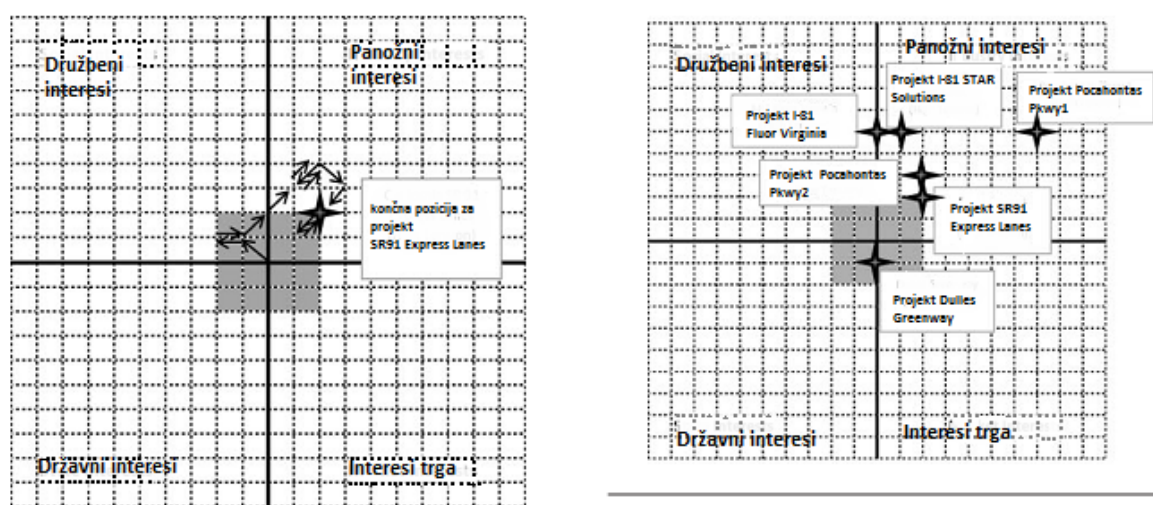 Družbeni
interesi
Panožni
interesi
končna pozicija za
projekt
SR91 Express Lanes
Državni interesi
Interesi trga
Družbeni interesi
Panožni interesi
Projekt I-81 STAR
Solutions
Projekt Pocahontas
Pkwy1
Projekt I-81
Fluor Virginia
Projekt Pocahontas
Pkwy2
Projekt SR91
Express Lanes
Projekt Dulles
Greenway
Državni interesi
Interesi trga